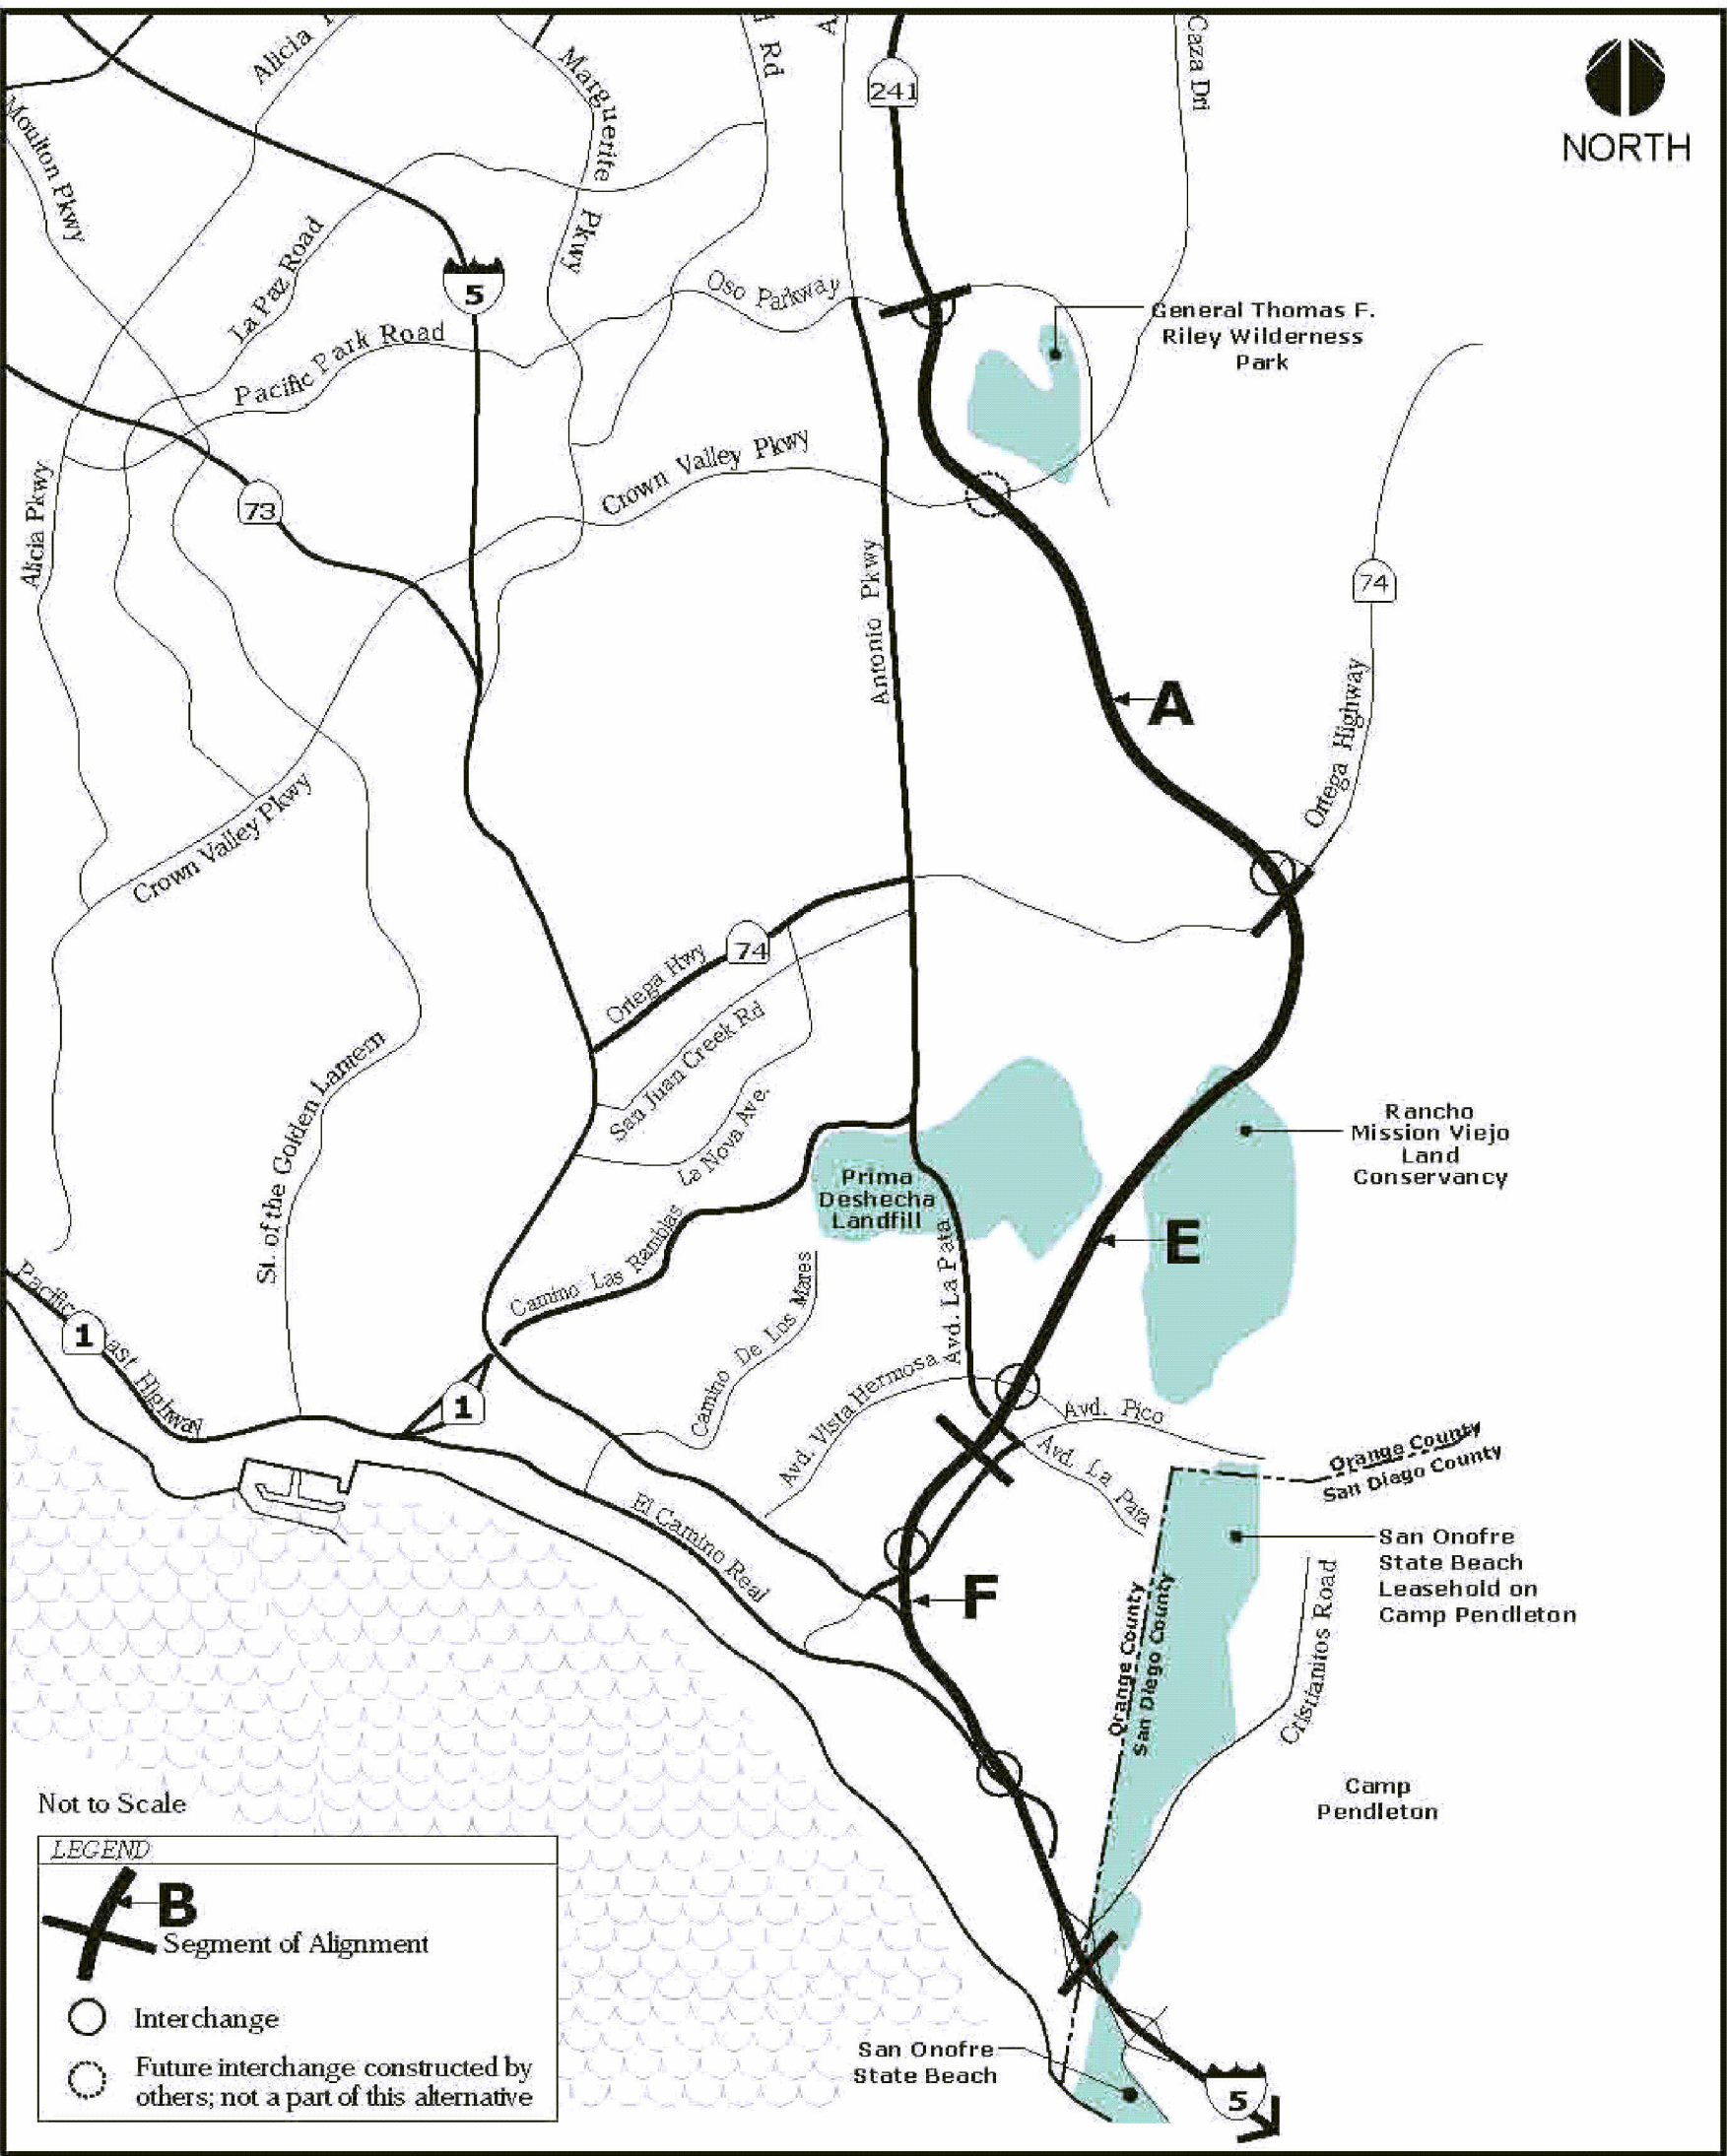 Alicia
Marguerite
Pkwy
Rd
241
Caza Dri
NORTH
Moulton Pkwy
La Paz Road
5
Oso Parkway
General Thomas F.
Riley Wilderness
Park
Pacific Park Road
Crown Valley Pkwy
Alicia Pkwy
73
Antonio Pkwy
74
A
Ortega Highway
Crown Valley Pkwy
Ortega Hwy
74
San Juan Creek Rd
La Nova Ave.
St. of the Golden Lantern
Rancho
Mission Viejo
Land
Conservancy
Prima
Deshecha
Landfill
E
Camino Las Ramblas
Camino De Los Mares
Avd. La Pata
Avd. Vista Hermosa
Pacific
1
ast Highway
1
Avd. Pico
Avd. La Pata
Orange County
San Diego County
El Camino Real
San Onofre
State Beach
Leasehold on
Camp Pendleton
F
Orange County
San Diego County
Cristianitos Road
Camp
Pendleton
Not to Scale
LEGEND
B
Segment of Alignment
Interchange
Future interchange constructed by
others; not a part of this alternative
San Onofre
State Beach
5